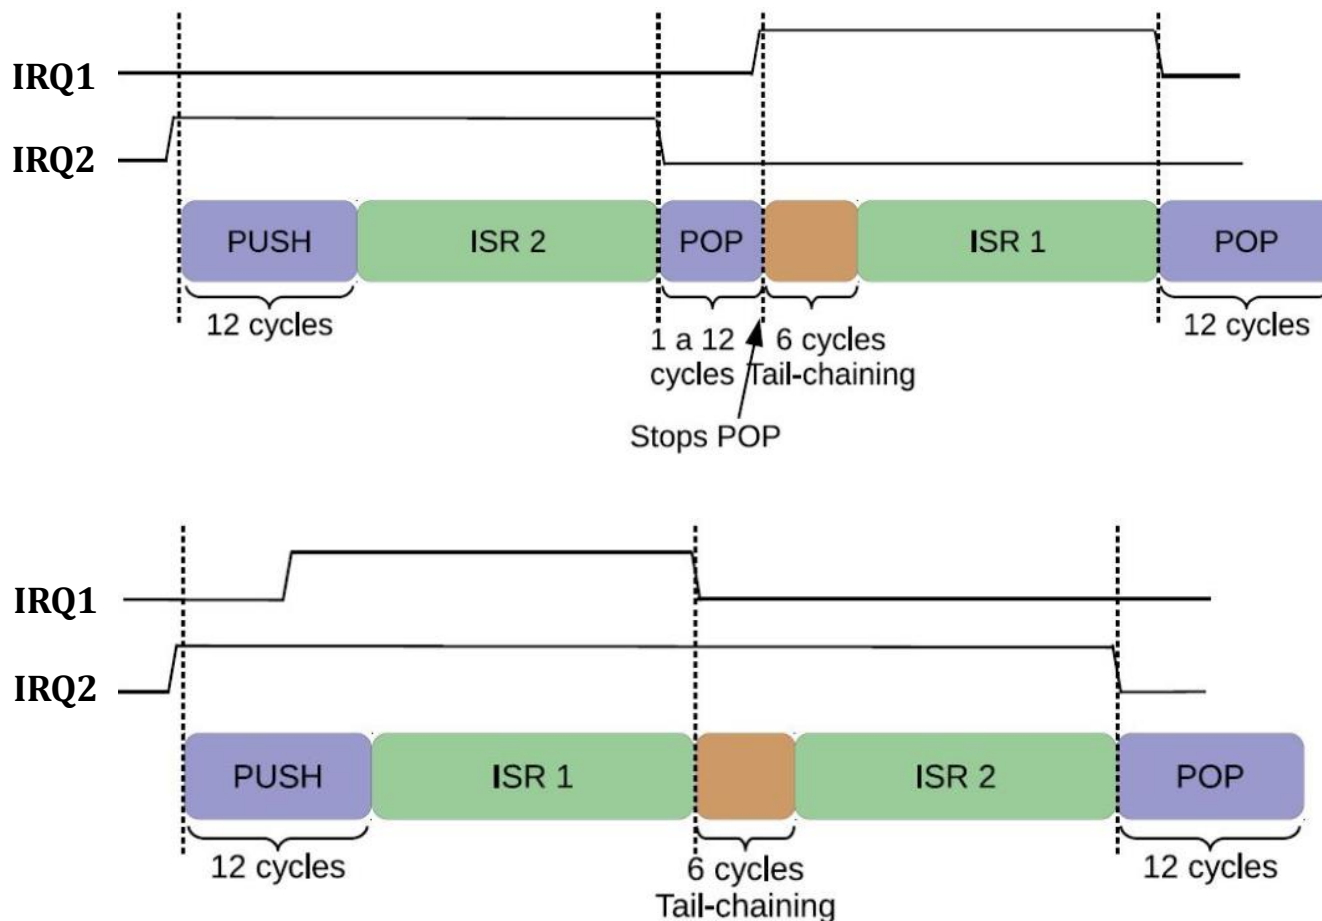 IRQ1
IRQ2
PUSH
ISR 2
POP
ISR 1
POP
12 cycles
1 a 12
cycles
6 cycles
Tail-chaining
12 cycles
Stops POP
IRQ1
IRQ2
PUSH
ISR 1
ISR 2
POP
12 cycles
6 cycles
Tail-chaining
12 cycles